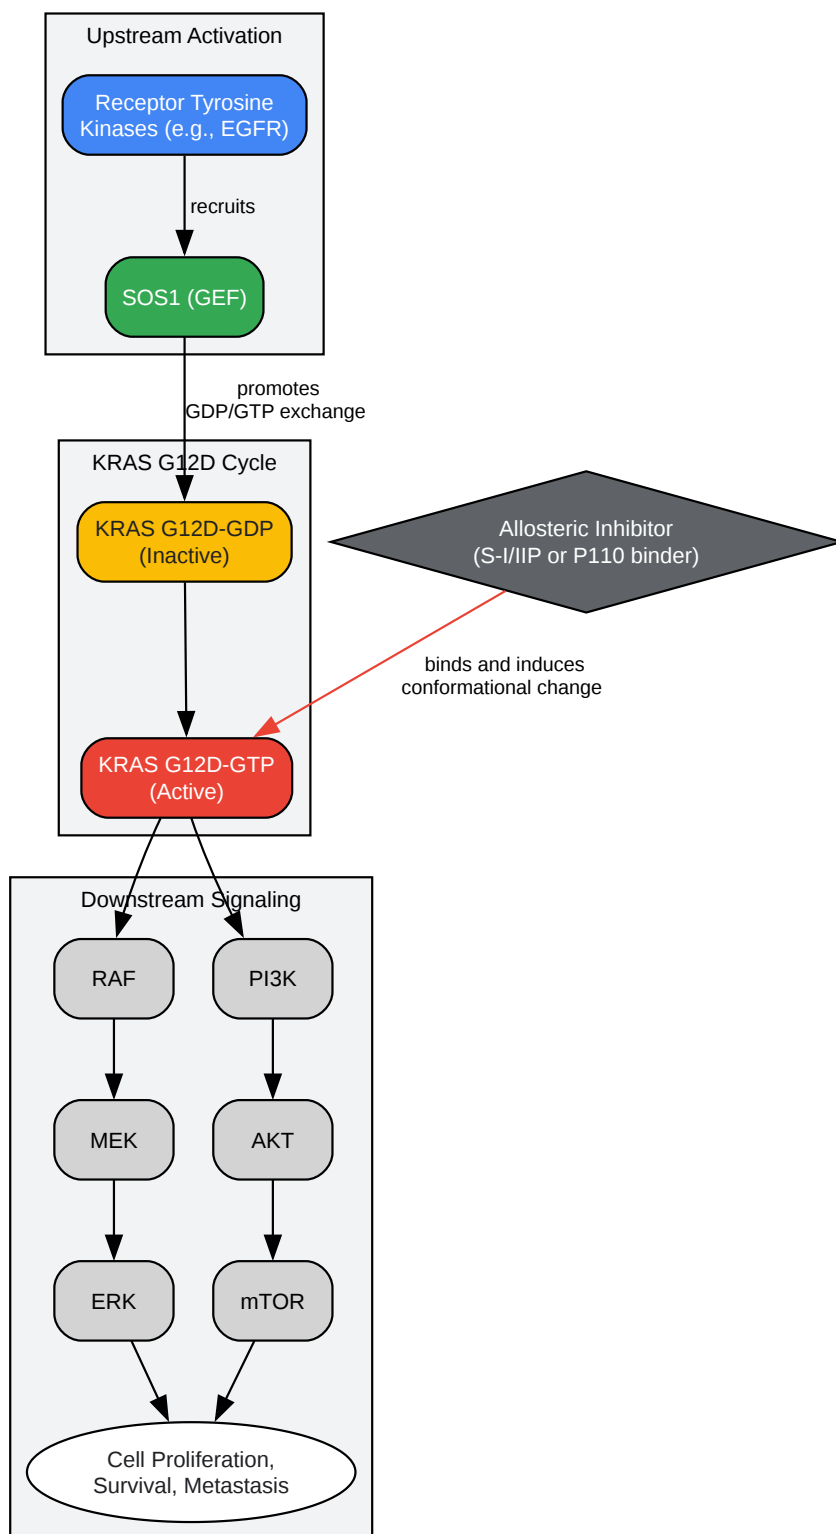 Upstream Activation
Receptor Tyrosine
Kinases (e.g., EGFR)
recruits
SOS1 (GEF)
promotes
GDP/GTP exchange
KRAS G12D Cycle
KRAS G12D-GDP
(Inactive)
Allosteric Inhibitor
(S-I/IIP or P110 binder)
binds and induces
conformational change
KRAS G12D-GTP
(Active)
Downstream Signaling
RAF
PI3K
MEK
AKT
ERK
mTOR
Cell Proliferation,
Survival, Metastasis